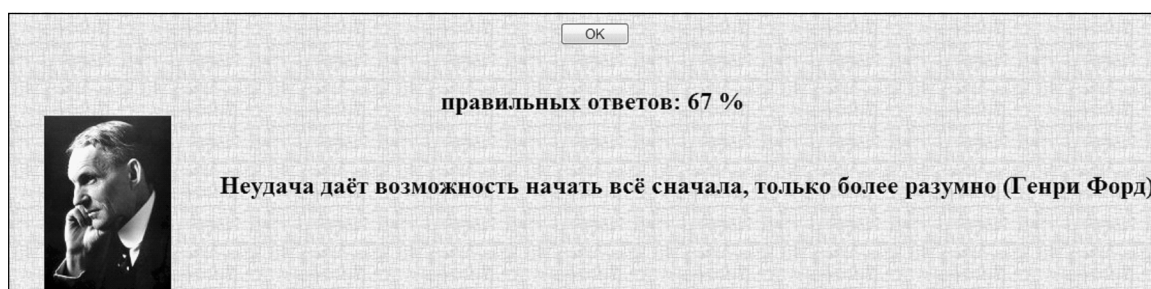 OK
правильных ответов: 67 %
Неудача даёт возможность начать всё сначала, только более разумно (Генри Форд)